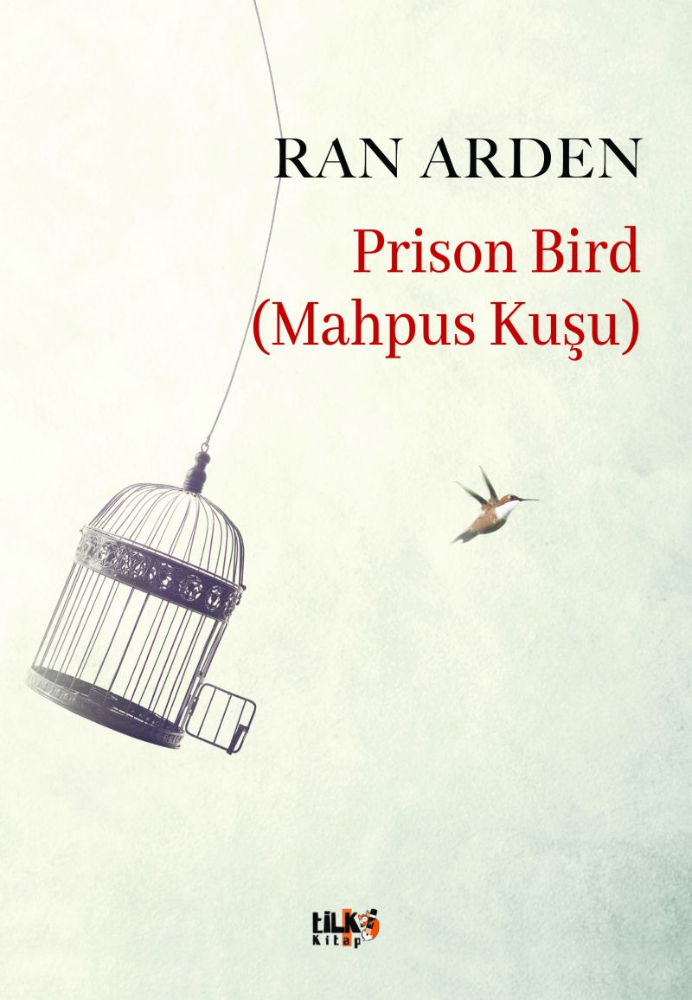 RAN ARDEN
Prison Bird
(Mahpus Kuşu)
tiLKi
Kitap